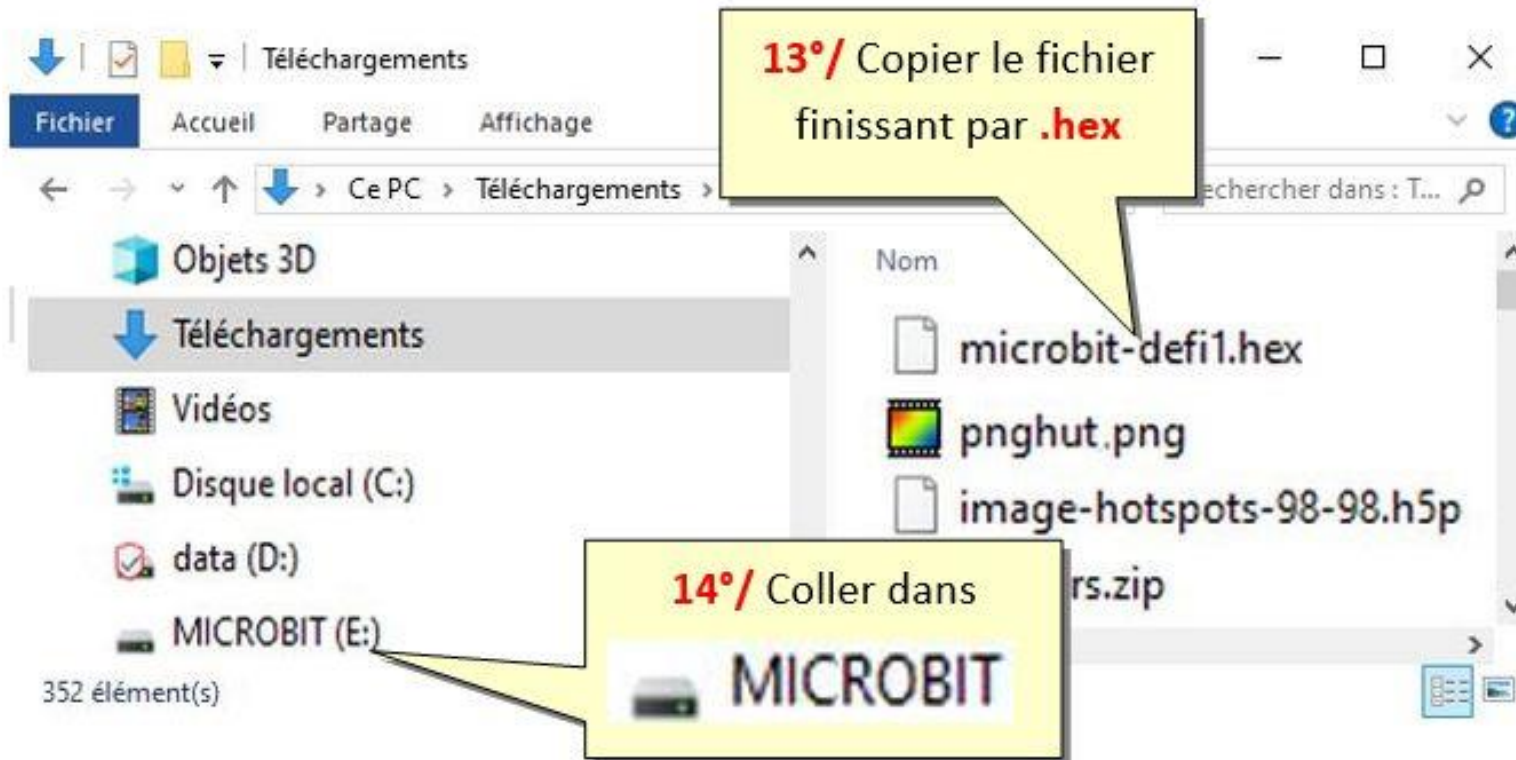 Téléchargements
13°/ Copier le fichier
finissant par .hex
Fichier Accueil Partage Affichage
Ce PC > Téléchargements >
echercher dans : T...
Objets 3D
Téléchargements
Vidéos
Disque local (C:)
data (D:)
MICROBIT (E:)
352 élément(s)
Nom
microbit-defi1.hex
pnghut.png
image-hotspots-98-98.h5p
rs.zip
14°/ Coller dans
MICROBIT